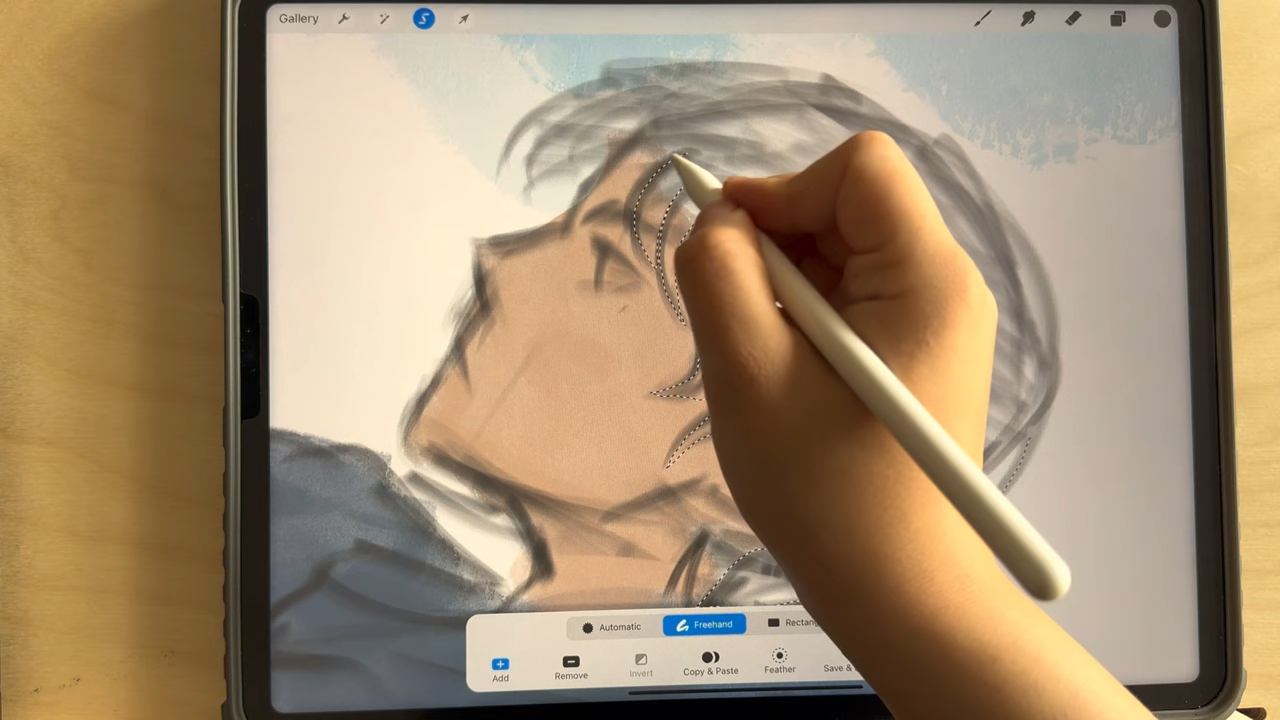 Gallery
Automatic
Freehand
Add
Remove
Invert
Copy & Paste
Feather